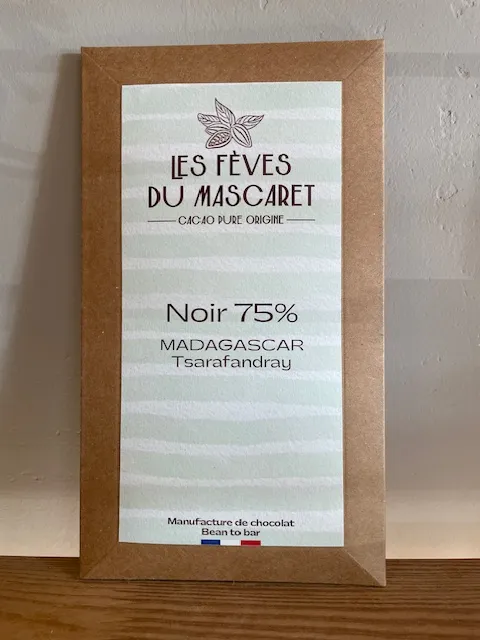 LES FÈVES
DU MASCARET
CACAO PURE ORIGINE
Noir 75%
MADAGASCAR
Tsarafandray
Manufacture de chocolat
Bean to bar